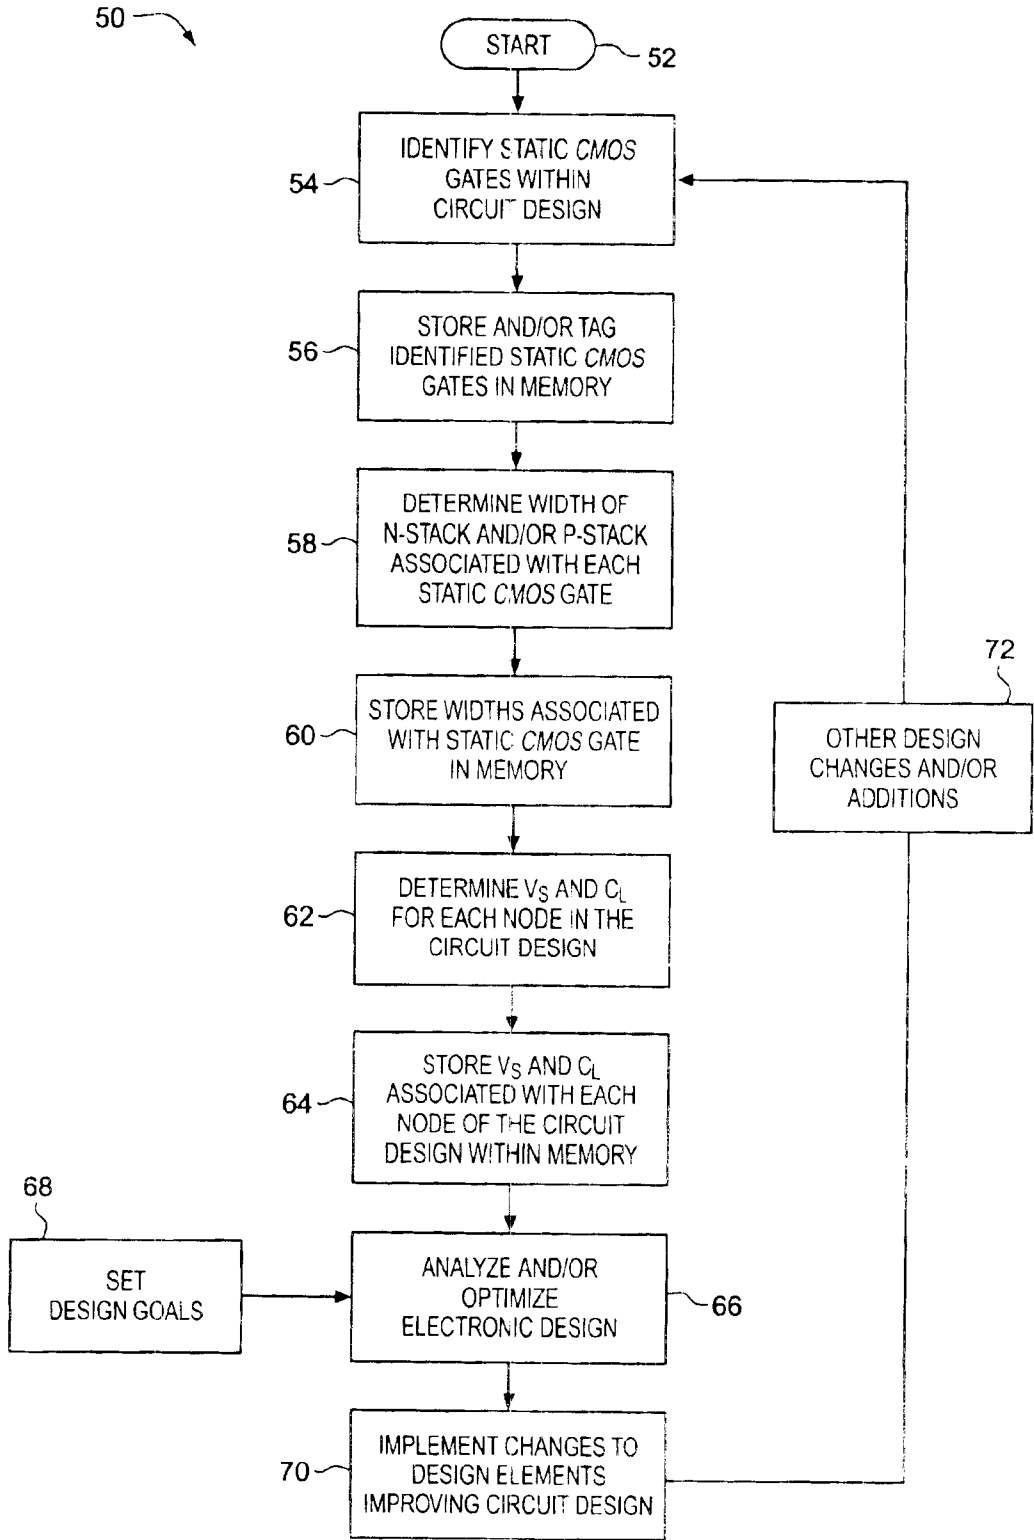 50
START
52
IDENTIFY STATIC CMOS
GATES WITHIN
CIRCUIT DESIGN
54
STORE AND/OR TAG
IDENTIFIED STATIC CMOS
GATES IN MEMORY
56
DETERMINE WIDTH OF
N-STACK AND/OR P-STACK
ASSOCIATED WITH EACH
STATIC CMOS GATE
58
STORE WIDTHS ASSOCIATED
WITH STATIC CMOS GATE
IN MEMORY
60
72
OTHER DESIGN
CHANGES AND/OR
ADDITIONS
DETERMINE VS AND CL
FOR EACH NODE IN THE
CIRCUIT DESIGN
62
STORE VS AND CL
ASSOCIATED WITH EACH
NODE OF THE CIRCUIT
DESIGN WITHIN MEMORY
64
68
SET
DESIGN GOALS
ANALYZE AND/OR
OPTIMIZE
ELECTRONIC DESIGN
66
IMPLEMENT CHANGES TO
DESIGN ELEMENTS
IMPROVING CIRCUIT DESIGN
70